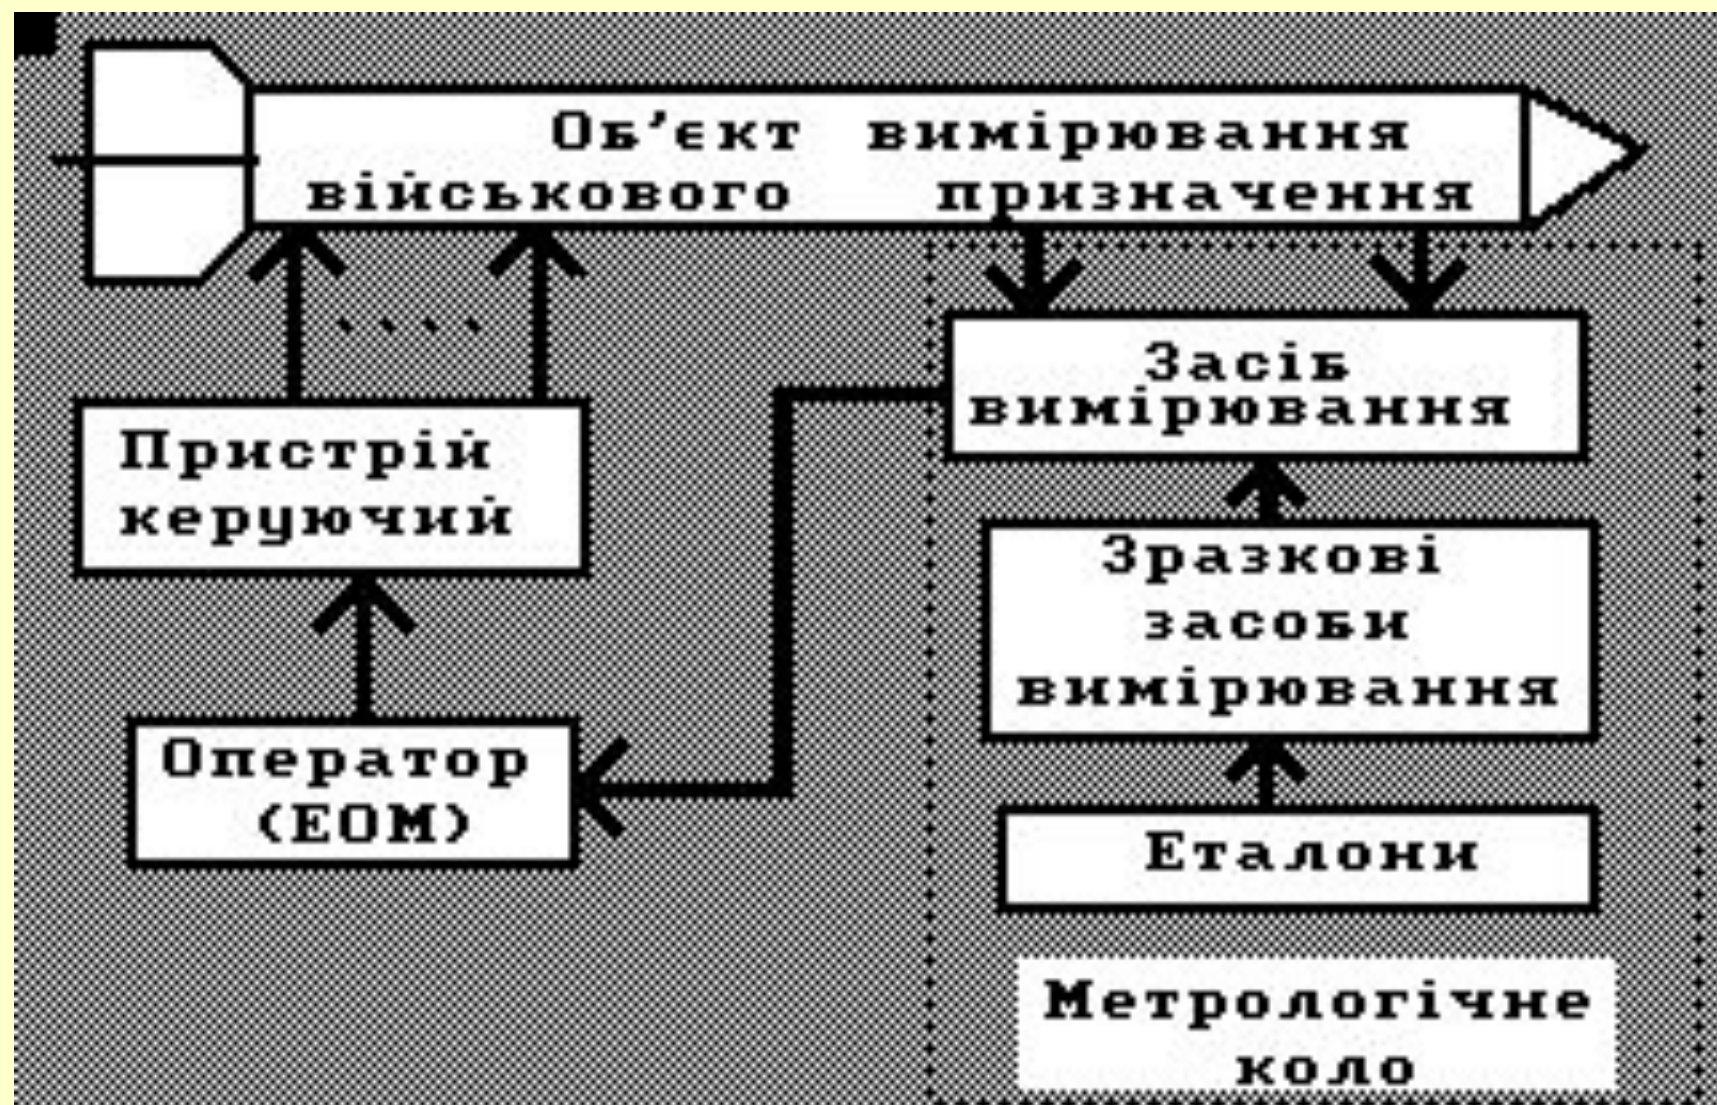 Об'єкт вимірювання
військового призначення
Засіб
вимірювання
Пристрій
керуючий
Зразкові
засоби
вимірювання
Оператор
(ЕОМ)
Еталони
Метрологічне
коло